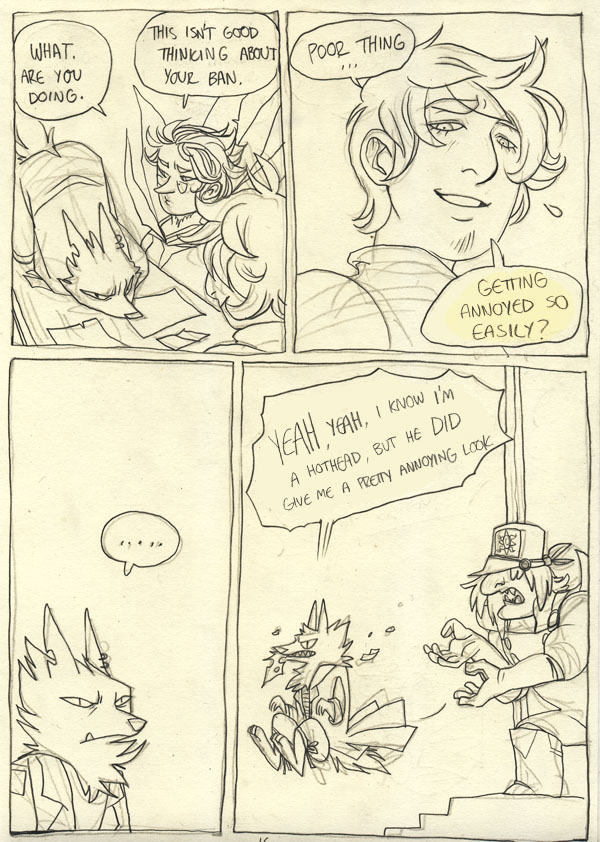 WHAT.
ARE YOU
DOING.
THIS ISN'T GOOD
THINKING ABOUT
YOUR BAN.
POOR THING
...
GETTING
ANNOYED SO
EASILY?
.....
YEAH, YEAH, I KNOW I'M
A HOTHEAD, BUT HE DID
GIVE ME A PRETTY ANNOYING LOOK